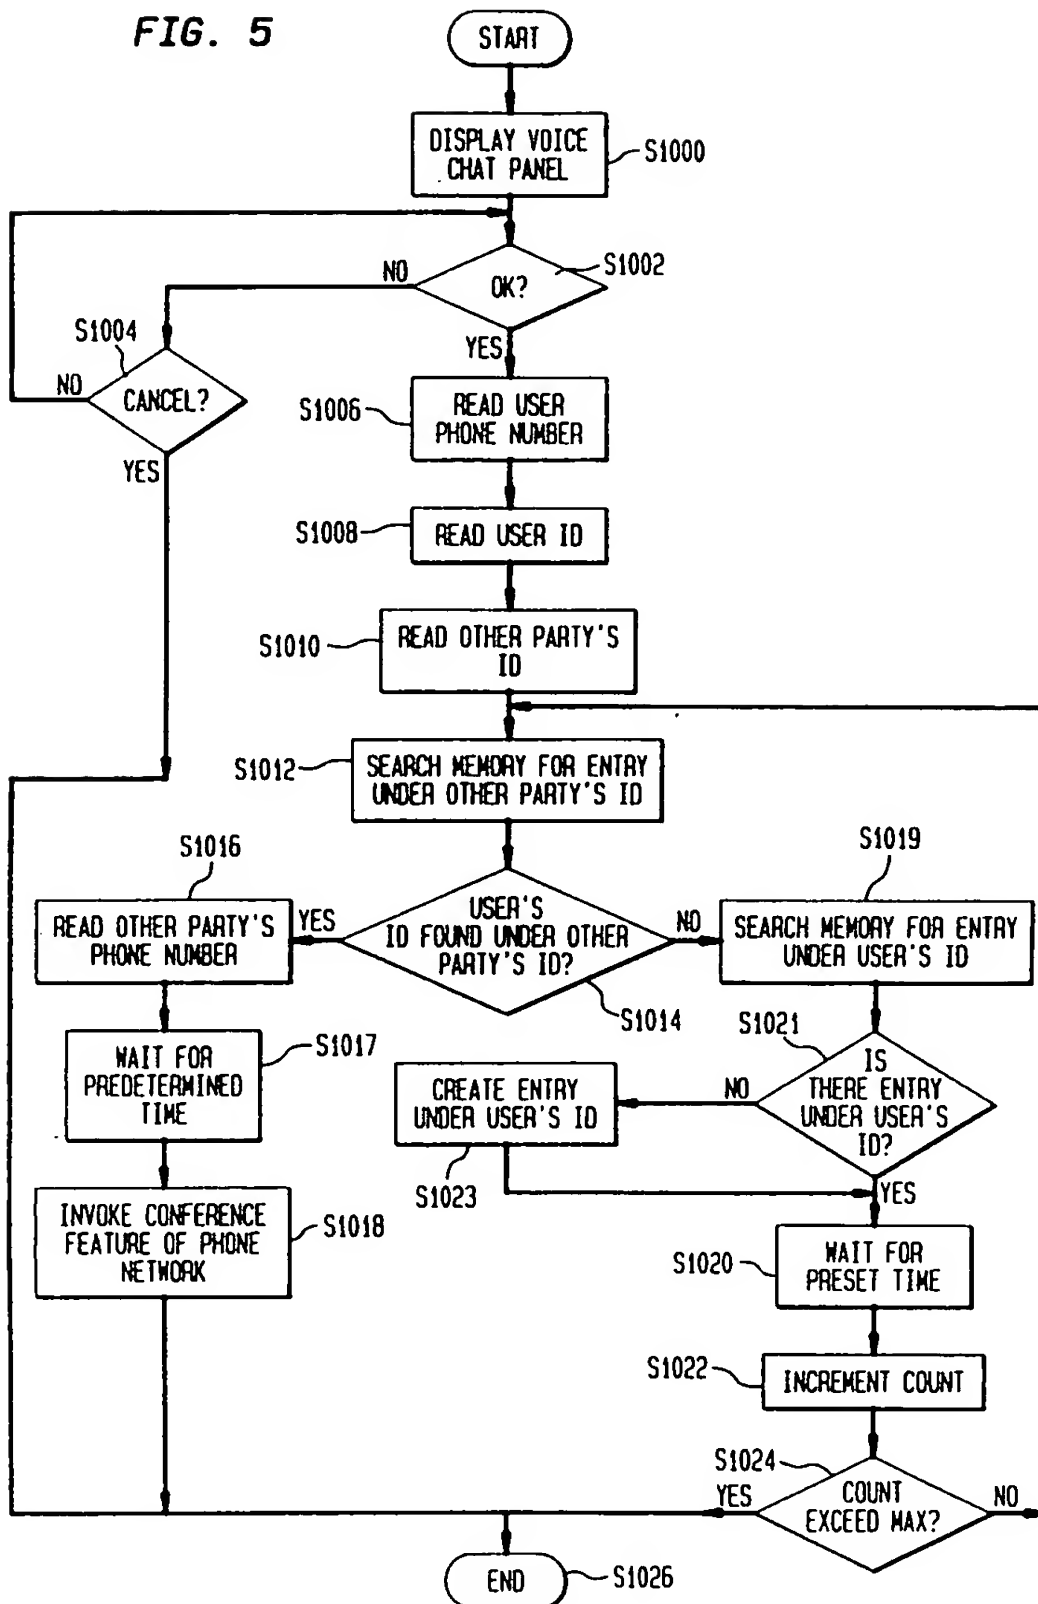 FIG. 5
START
DISPLAY VOICE
CHAT PANEL
S1000
S1002
NO
OK?
S1004
YES
NO
CANCEL?
S1006
READ USER
PHONE NUMBER
YES
S1008
READ USER ID
S1010
READ OTHER PARTY'S
ID
S1012
SEARCH MEMORY FOR ENTRY
UNDER OTHER PARTY'S ID
S1016
S1019
READ OTHER PARTY'S
PHONE NUMBER
YES
USER'S
ID FOUND UNDER OTHER
PARTY'S ID?
NO
SEARCH MEMORY FOR ENTRY
UNDER USER'S ID
S1014
S1021
WAIT FOR
PREDETERMINED
TIME
S1017
CREATE ENTRY
UNDER USER'S ID
NO
IS
THERE ENTRY
UNDER USER'S
ID?
S1023
YES
INVOKE CONFERENCE
FEATURE OF PHONE
NETWORK
S1018
S1020
WAIT FOR
PRESET TIME
S1022
INCREMENT COUNT
S1024
YES
COUNT
EXCEED MAX?
NO
END
S1026